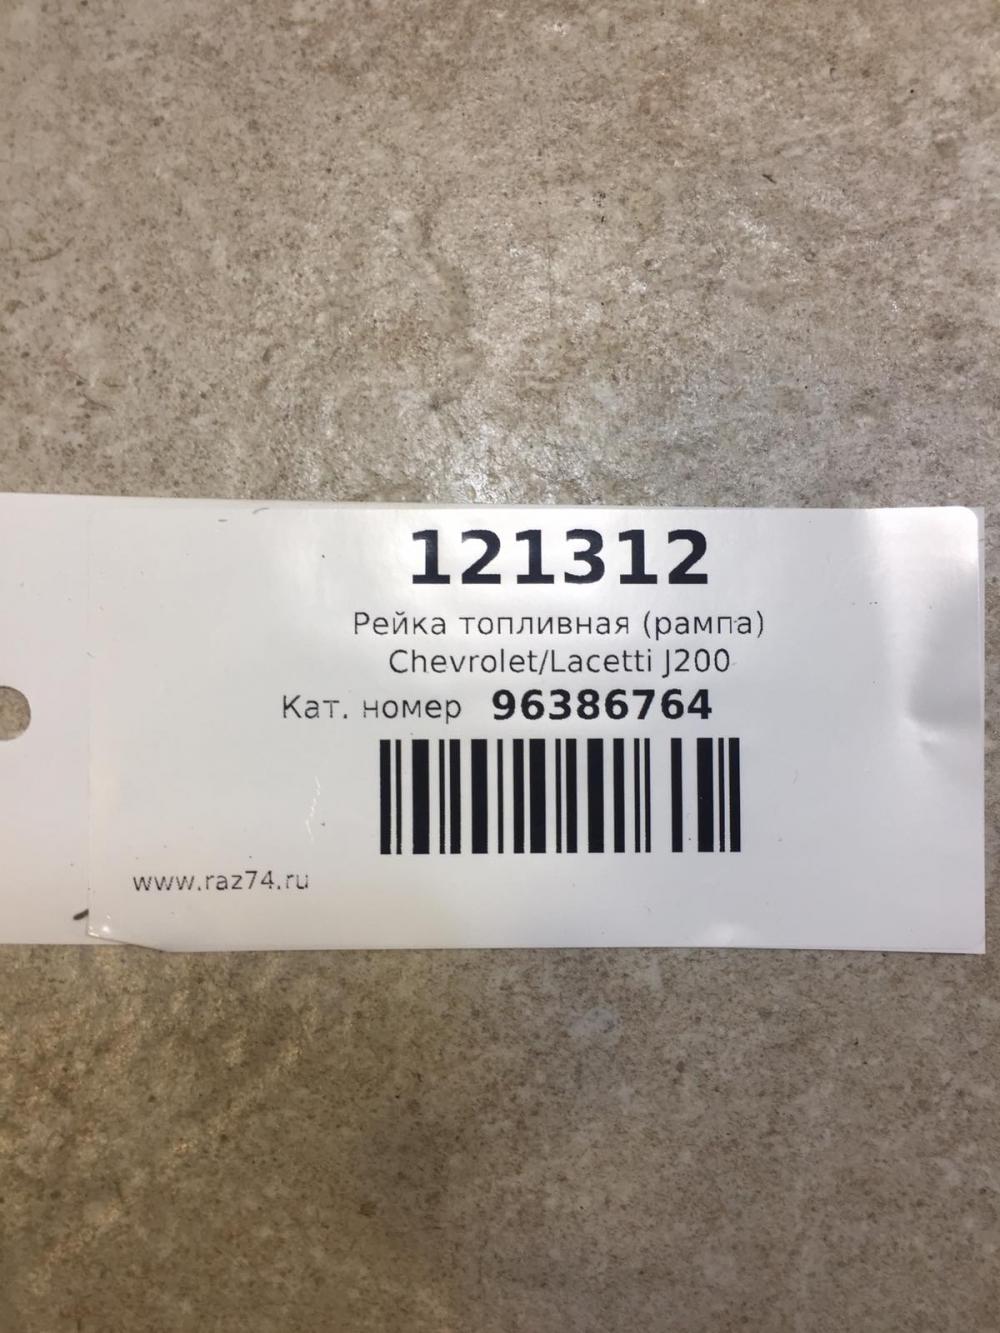 121312
Рейка топливная (рампа)
Chevrolet/Lacetti J200
Кат. номер 96386764
www.raz74.ru